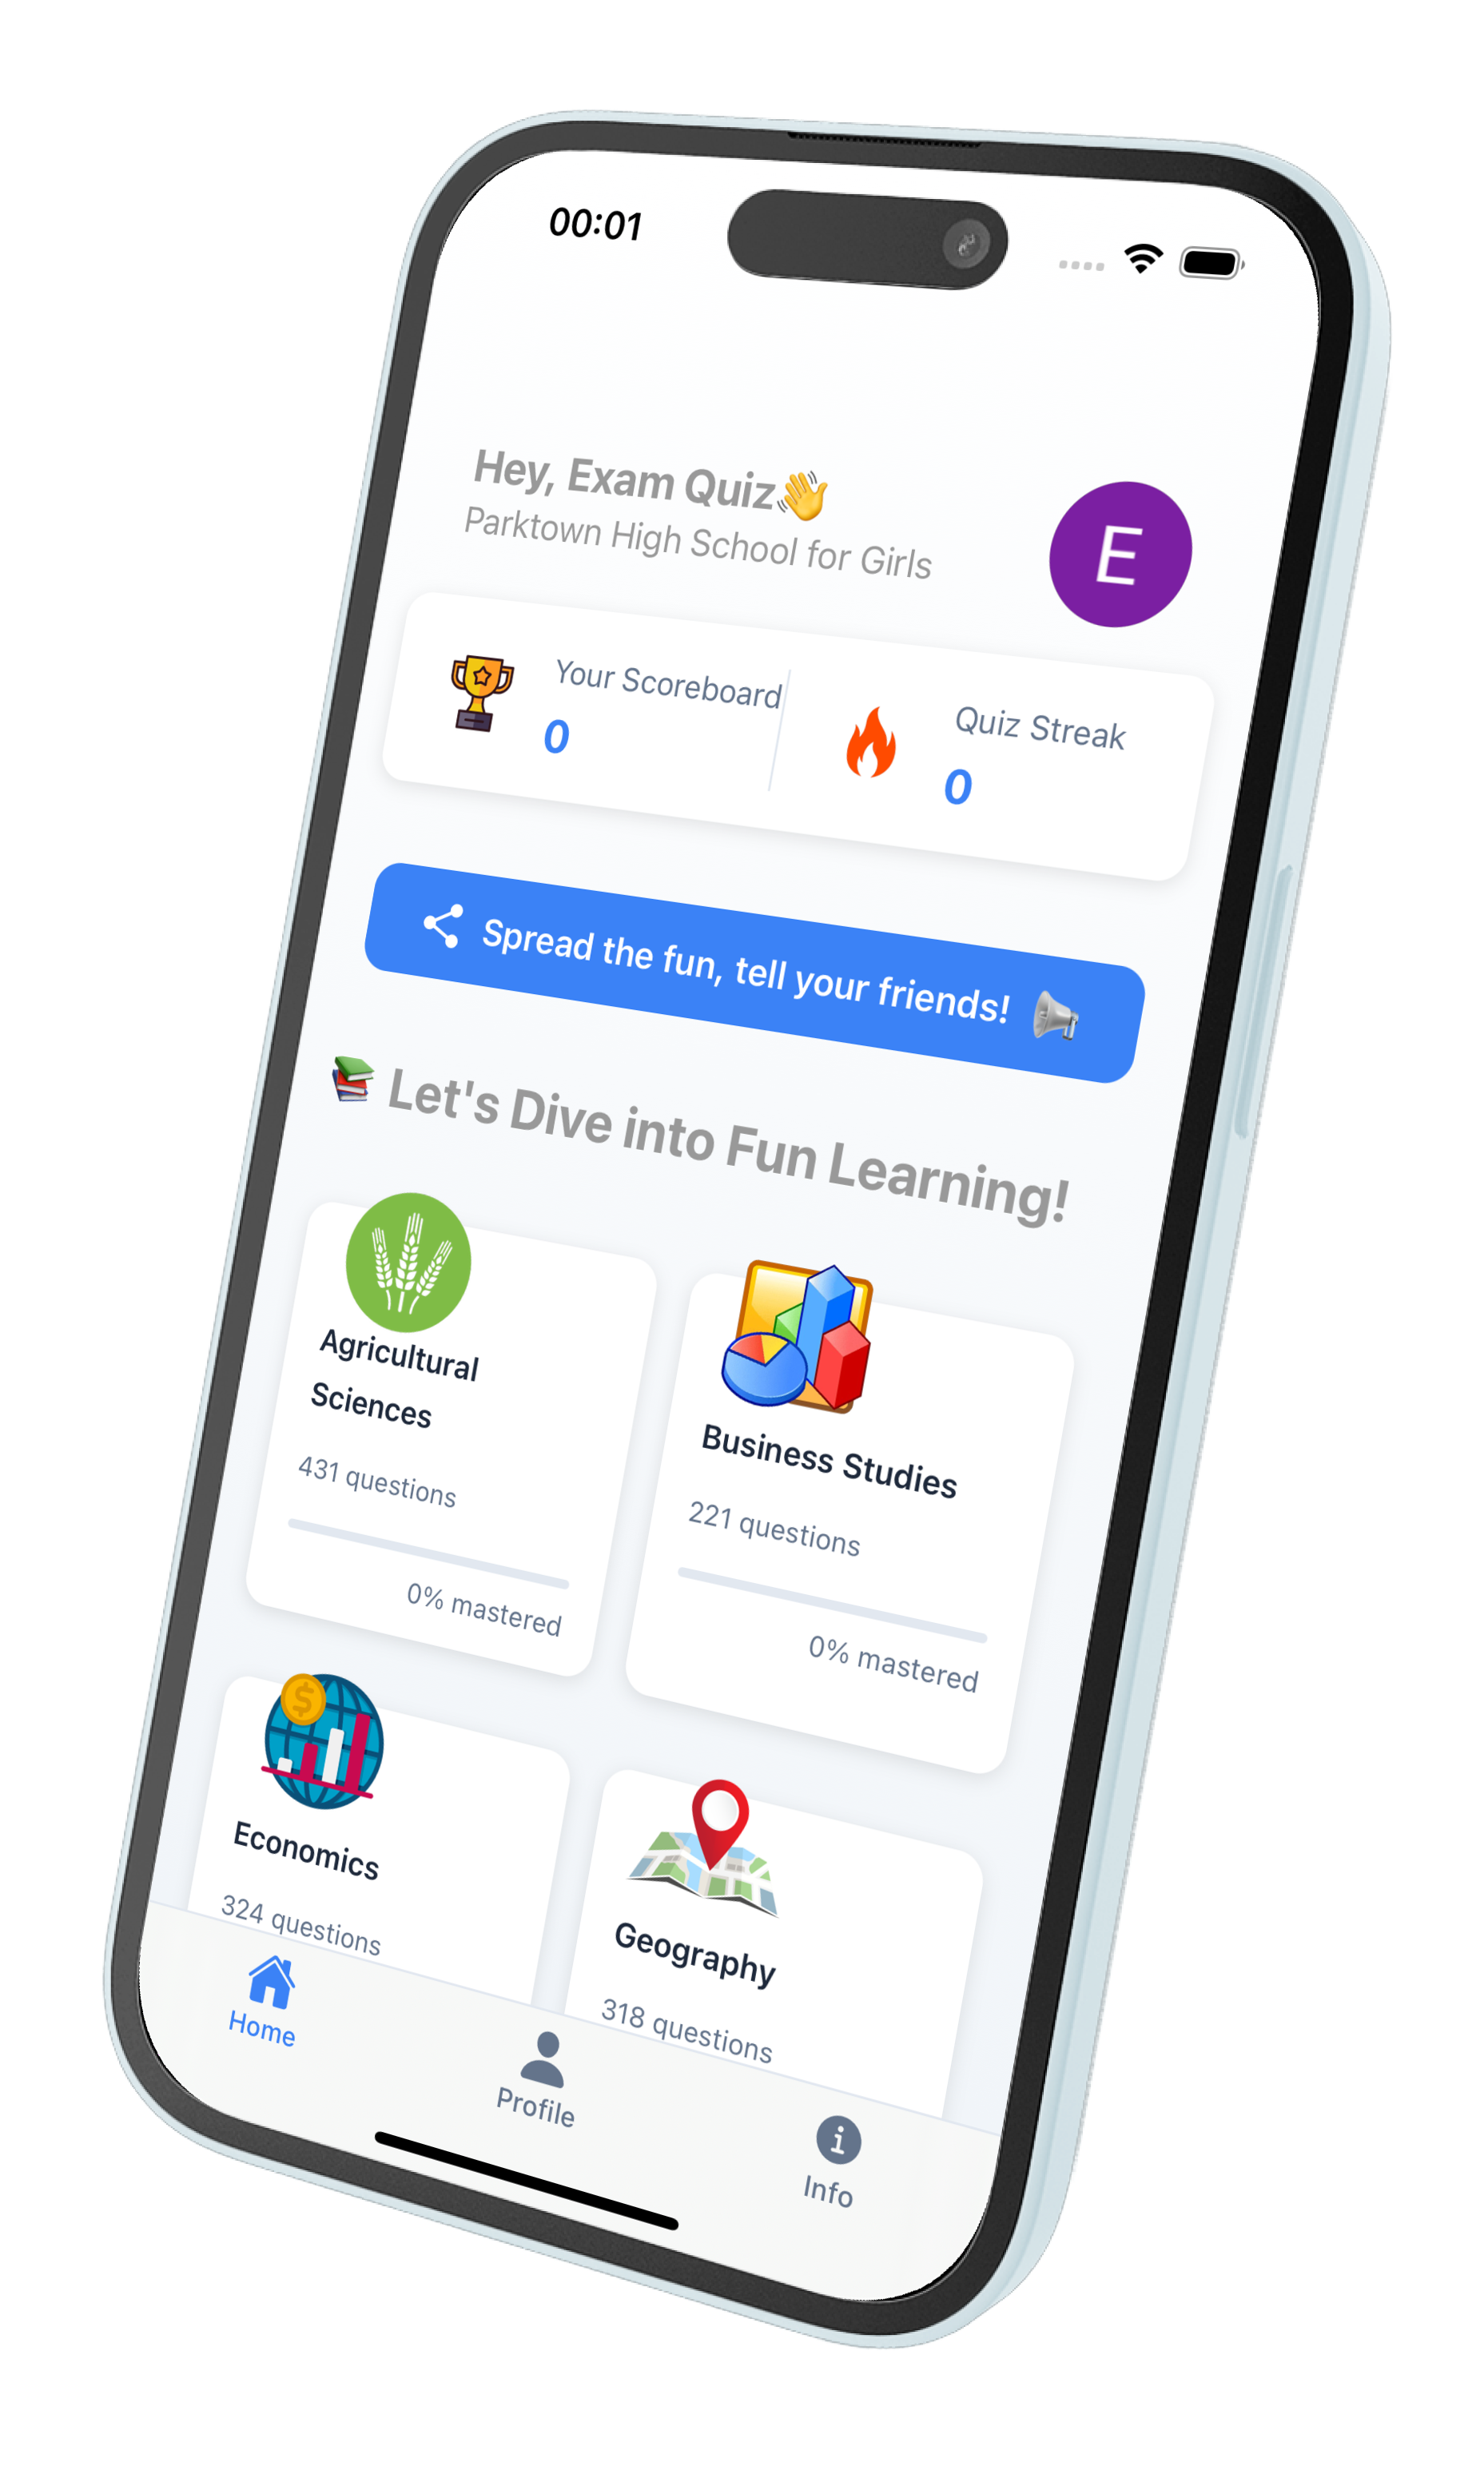 00:01
Hey, Exam Quiz👋
Parktown High School for Girls
E
Your Scoreboard
0
Quiz Streak
0
Spread the fun, tell your friends!
Let's Dive into Fun Learning!
Agricultural
Sciences
431 questions
0% mastered
Business Studies
221 questions
0% mastered
Economics
324 questions
Geography
318 questions
Home
Profile
Info